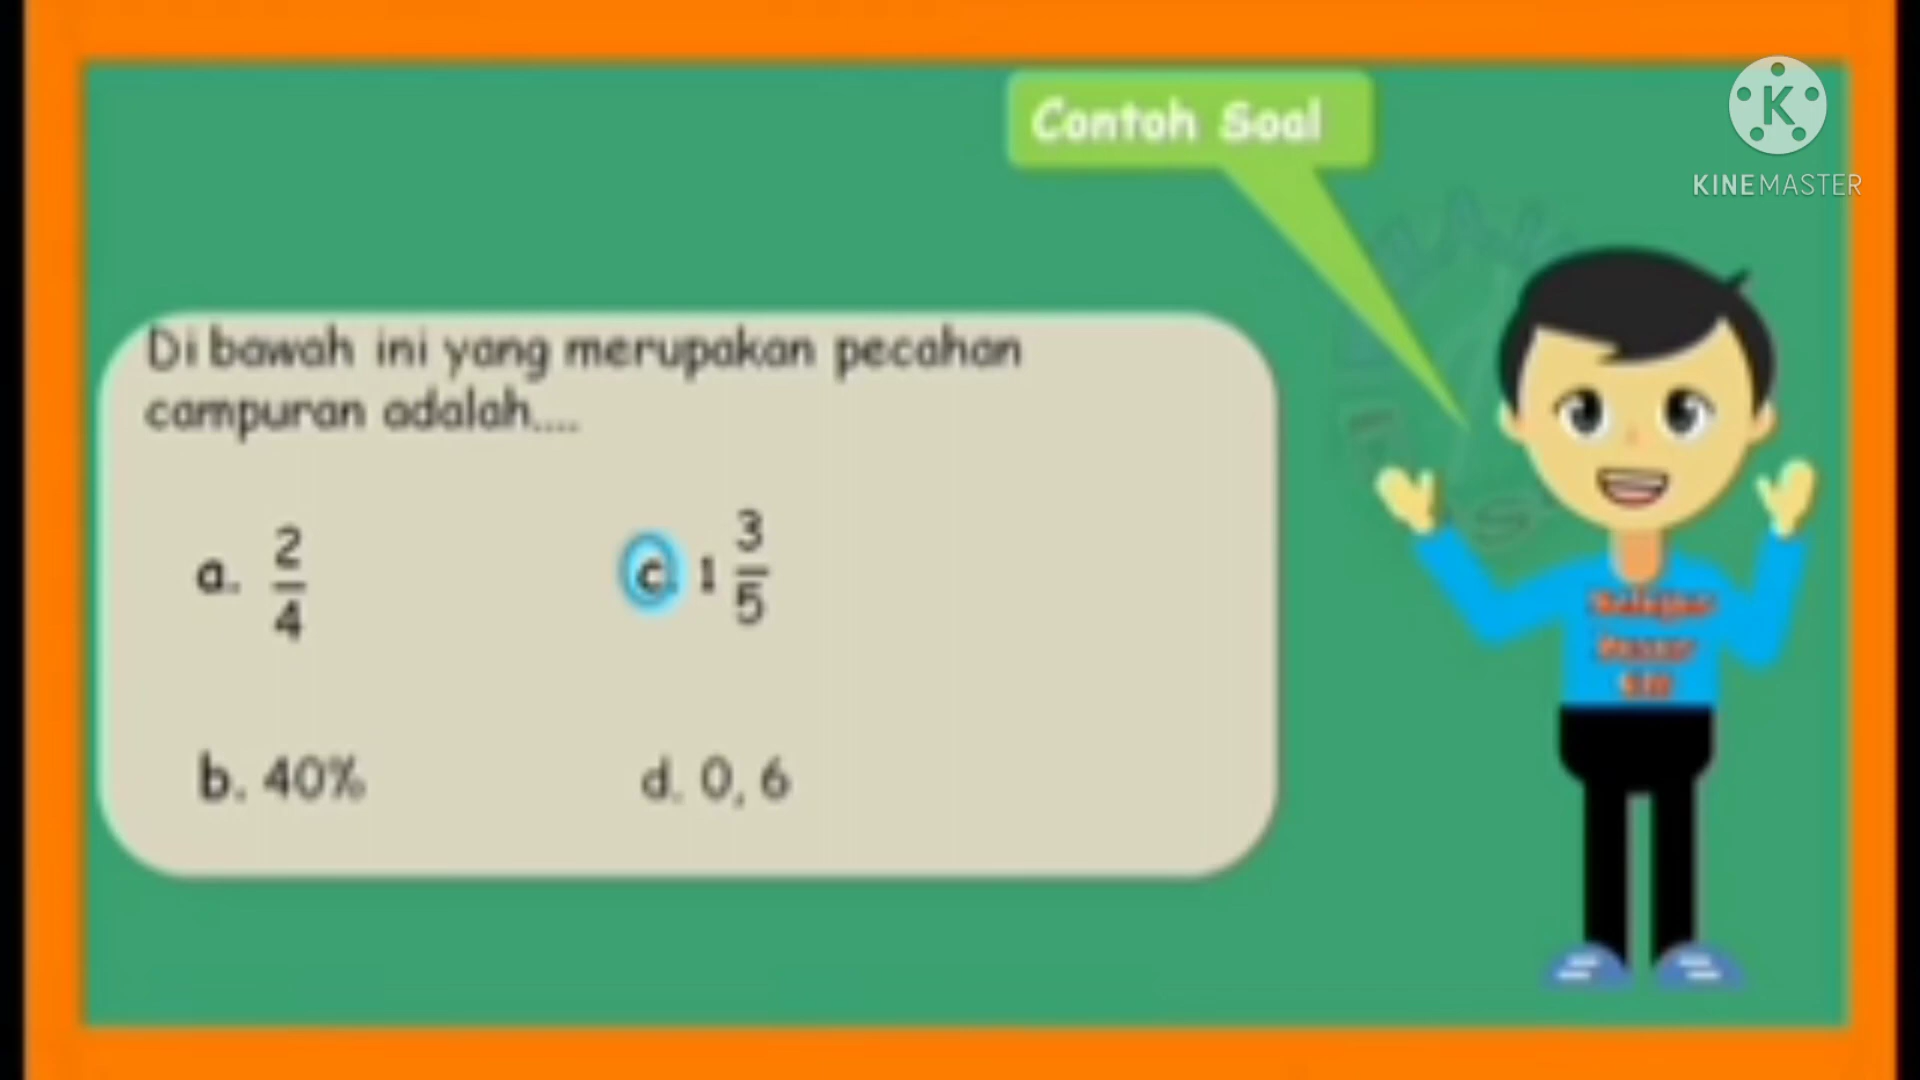 Contoh Soal
K
KINEMASTER
Di bawah ini yang merupakan pecahan
campuran adalah....
a. 2/4
c. 1 3/5
b. 40%
d. 0, 6